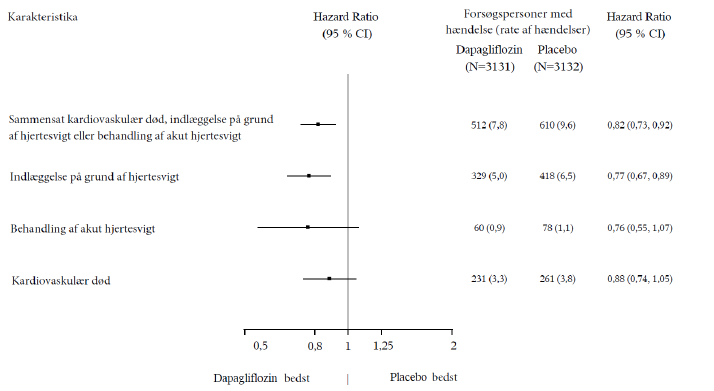 Karakteristika
Hazard Ratio
(95 % CI)
Forsøgspersoner med
hændelse (rate af hændelser)
Dapagliflozin Placebo
(N=3131) (N=3132)
Hazard Ratio
(95 % CI)
Sammensat kardiovaskulær død, indlæggelse på grund
af hjertesvigt eller behandling af akut hjertesvigt
512 (7,8) 610 (9,6) 0,82 (0,73, 0,92)
Indlæggelse på grund af hjertesvigt 329 (5,0) 418 (6,5) 0,77 (0,67, 0,89)
Behandling af akut hjertesvigt 60 (0,9) 78 (1,1) 0,76 (0,55, 1,07)
Kardiovaskulær død 231 (3,3) 261 (3,8) 0,88 (0,74, 1,05)
0,5 0,8 1 1,25 2
Dapagliflozin bedst | Placebo bedst